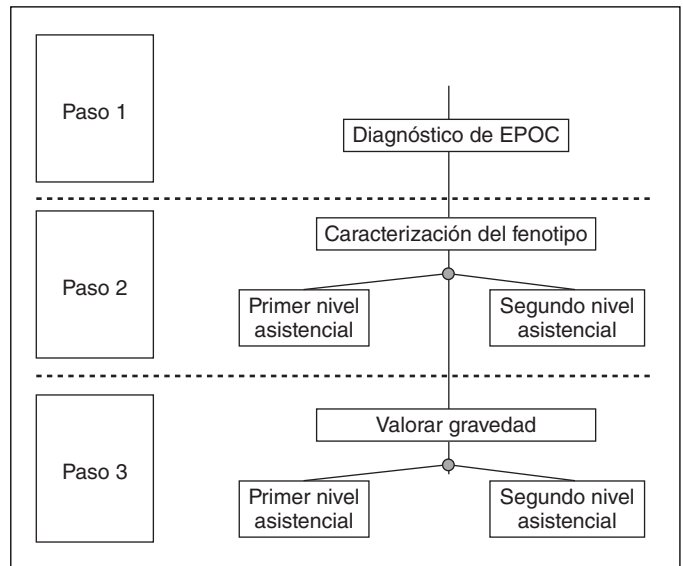 Paso 1
Diagnóstico de EPOC
Paso 2
Caracterización del fenotipo
Primer nivel
asistencial
Segundo nivel
asistencial
Paso 3
Valorar gravedad
Primer nivel
asistencial
Segundo nivel
asistencial